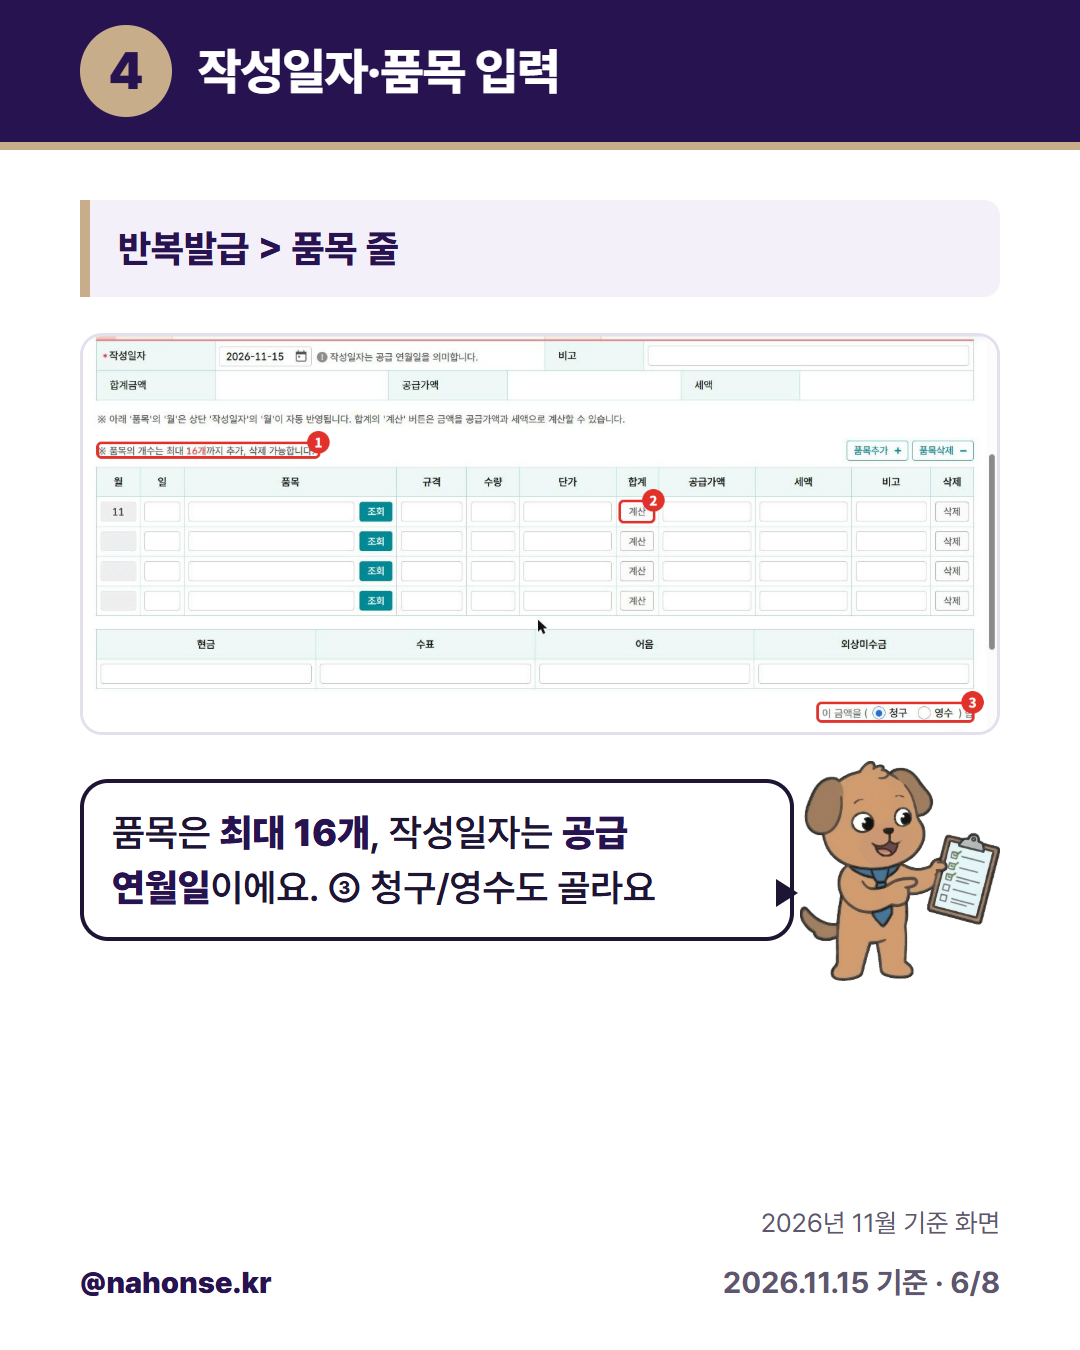 4 작성일자·품목 입력
반복발급 > 품목 줄
*작성일자 2026-11-15 작성일자는 공급 연월일을 의미합니다. 비고
합계금액 공급가액 세액
※ 아래 '품목'의 '월'은 상단 '작성일자'의 '월'이 자동 반영됩니다. 합계의 '계산' 버튼은 금액을 공급가액과 세액으로 계산할 수 있습니다.
※ 품목의 개수는 최대 16개까지 추가, 삭제 가능합니다. 1 품목추가 + 품목삭제 −
월 일 품목 규격 수량 단가 합계 공급가액 세액 비고 삭제
11 조회 계산 2 삭제
조회 계산 삭제
조회 계산 삭제
조회 계산 삭제
현금 수표 어음 외상미수금
이 금액을 ( 청구 영수 ) 3
품목은 최대 16개, 작성일자는 공급
연월일이에요. ③ 청구/영수도 골라요
2026년 11월 기준 화면
@nahonse.kr 2026.11.15 기준 · 6/8